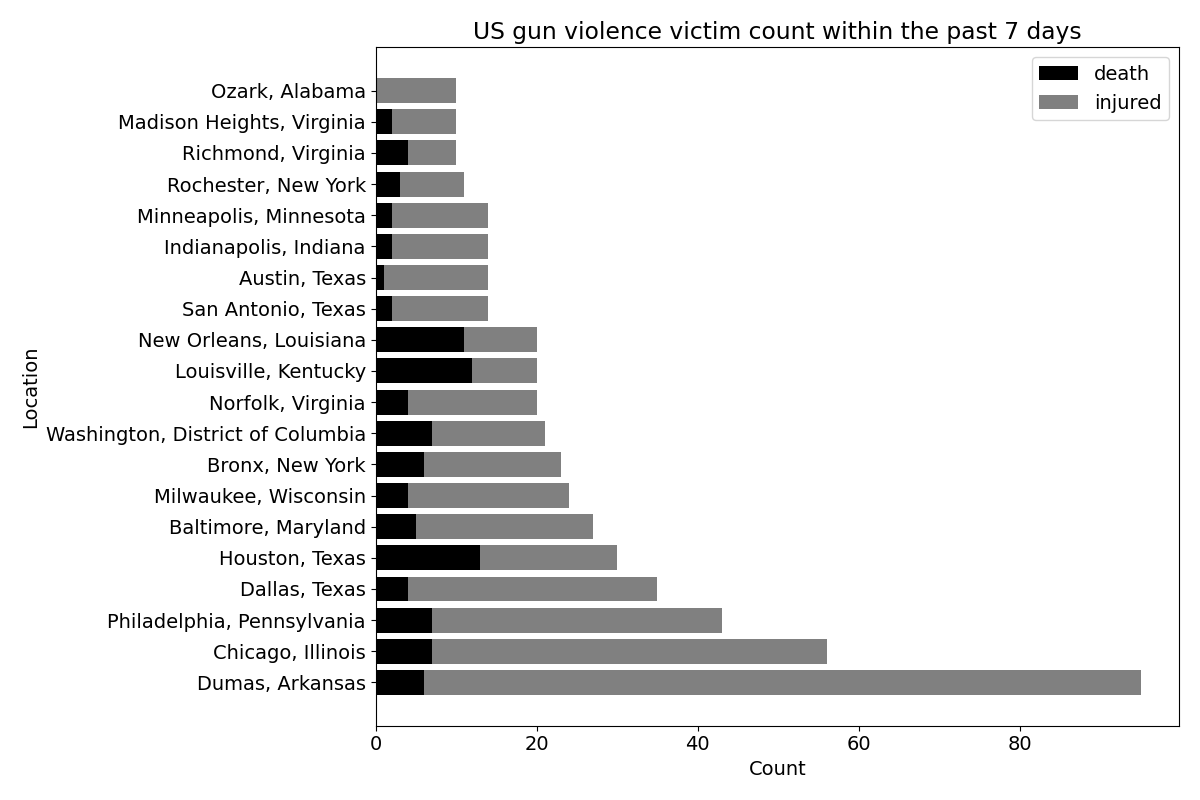 US gun violence victim count within the past 7 days
death
injured
Location
Ozark, Alabama
Madison Heights, Virginia
Richmond, Virginia
Rochester, New York
Minneapolis, Minnesota
Indianapolis, Indiana
Austin, Texas
San Antonio, Texas
New Orleans, Louisiana
Louisville, Kentucky
Norfolk, Virginia
Washington, District of Columbia
Bronx, New York
Milwaukee, Wisconsin
Baltimore, Maryland
Houston, Texas
Dallas, Texas
Philadelphia, Pennsylvania
Chicago, Illinois
Dumas, Arkansas
0 20 40 60 80
Count